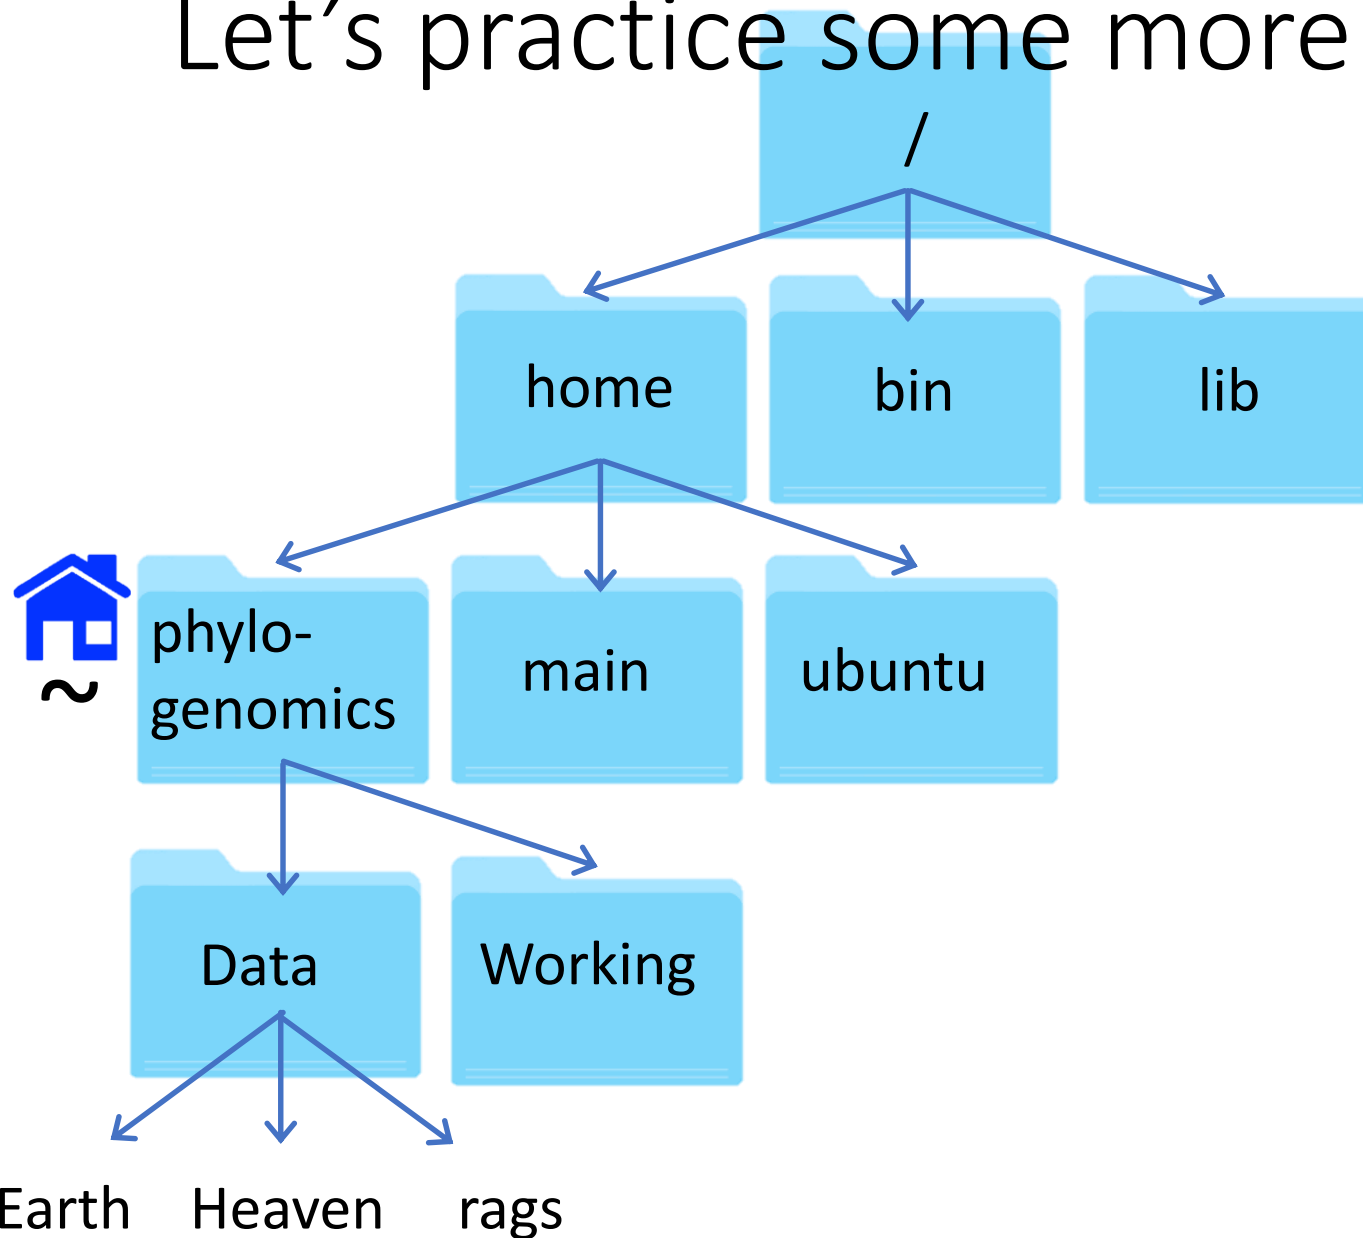 Let's practice some more
/
home bin lib
phylo-
genomics
main ubuntu
~
Data Working
Earth Heaven rags